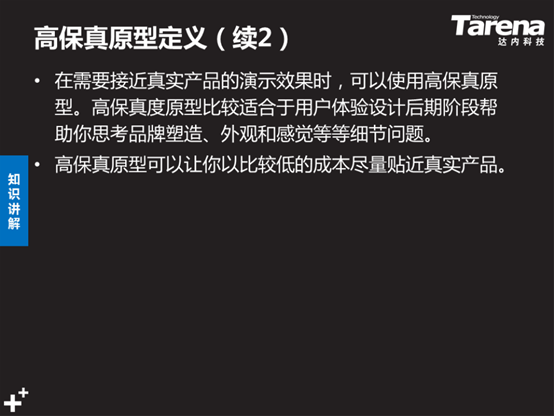 高保真原型定义（续2）
Technology
Tarena
达内科技
• 在需要接近真实产品的演示效果时，可以使用高保真原
型。高保真度原型比较适合于用户体验设计后期阶段帮
助你思考品牌塑造、外观和感觉等等细节问题。
• 高保真原型可以让你以比较低的成本尽量贴近真实产品。
知
识
讲
解